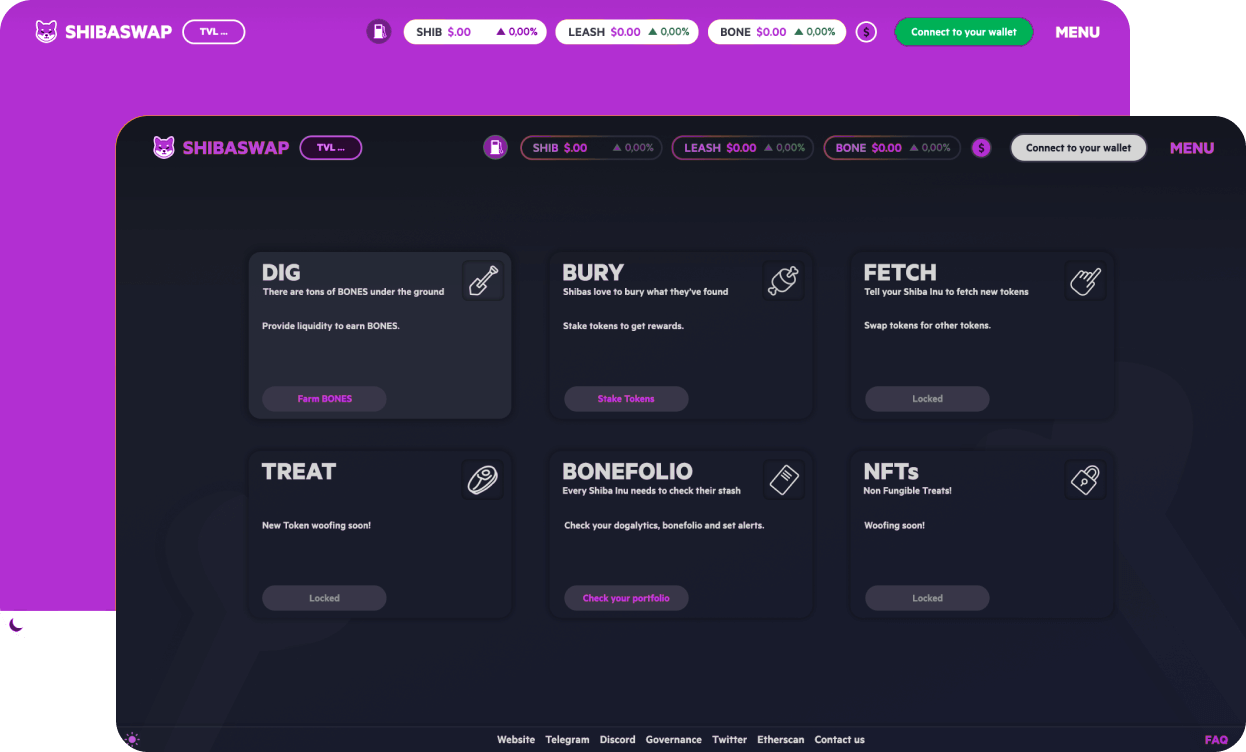 SHIBASWAP TVL ... SHIB $.00 0,00% LEASH $0.00 0,00% BONE $0.00 0,00% $ Connect to your wallet MENU
SHIBASWAP TVL ... SHIB $.00 0,00% LEASH $0.00 0,00% BONE $0.00 0,00% $ Connect to your wallet MENU
DIG
There are tons of BONES under the ground
Provide liquidity to earn BONES.
Farm BONES
BURY
Shibas love to bury what they've found
Stake tokens to get rewards.
Stake Tokens
FETCH
Tell your Shiba Inu to fetch new tokens
Swap tokens for other tokens.
Locked
TREAT
New Token woofing soon!
Locked
BONEFOLIO
Every Shiba Inu needs to check their stash
Check your dogalytics, bonefolio and set alerts.
Check your portfolio
NFTs
Non Fungible Treats!
Woofing soon!
Locked
Website Telegram Discord Governance Twitter Etherscan Contact us FAQ